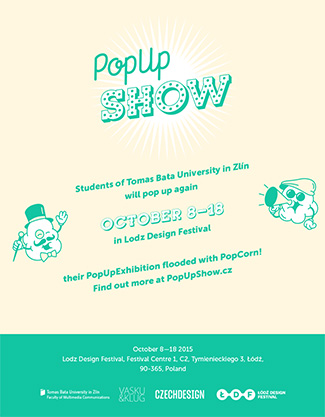 PopUp
SHOW
Students of Tomas Bata University in Zlín
will pop up again
OCTOBER 8–18
in Lodz Design Festival
their PopUpExhibition flooded with PopCorn!
Find out more at PopUpShow.cz
October 8–18 2015
Lodz Design Festival, Festival Centre 1, C2, Tymienieckiego 3, Łódź,
90-365, Poland
Tomas Bata University in Zlín
Faculty of Multimedia Communications
VASKU
&KLUG
CZECHDESIGN
ŁDF
ŁÓDŹ DESIGN
FESTIVAL